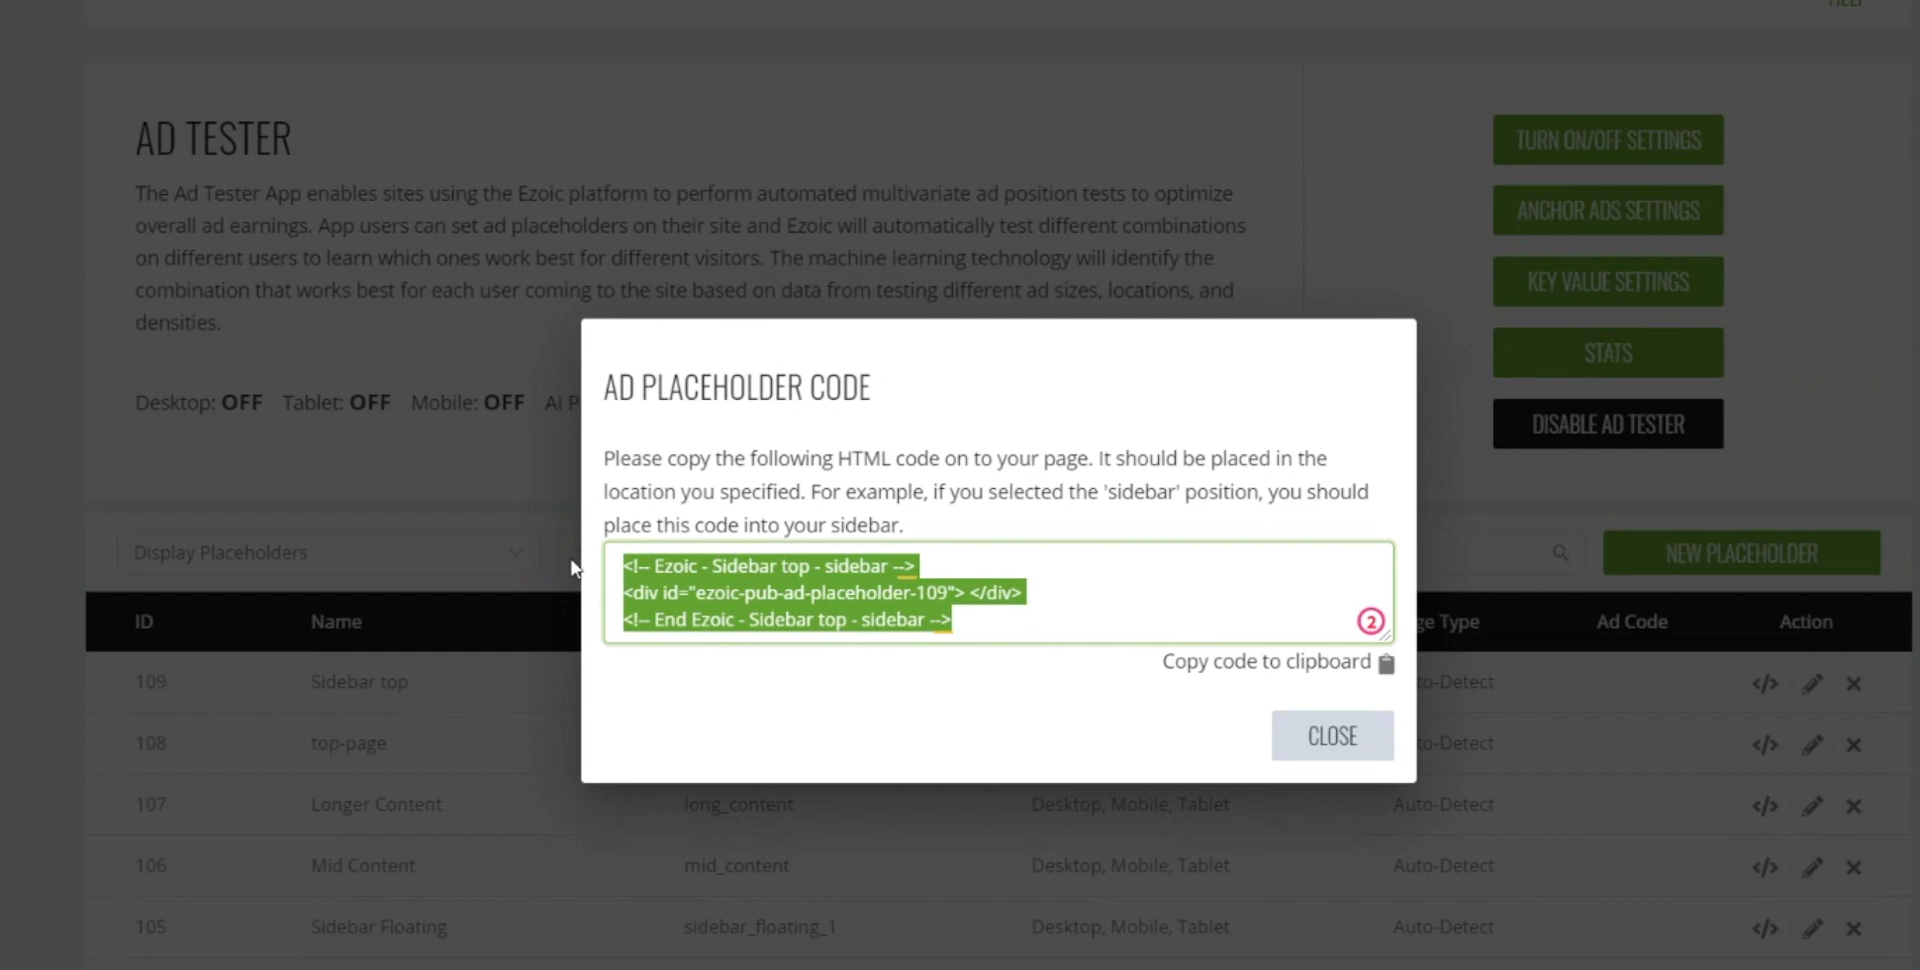 HELP
AD TESTER
The Ad Tester App enables sites using the Ezoic platform to perform automated multivariate ad position tests to optimize
overall ad earnings. App users can set ad placeholders on their site and Ezoic will automatically test different combinations
on different users to learn which ones work best for different visitors. The machine learning technology will identify the
combination that works best for each user coming to the site based on data from testing different ad sizes, locations, and
densities.
Desktop: OFF Tablet: OFF Mobile: OFF AI P
TURN ON/OFF SETTINGS
ANCHOR ADS SETTINGS
KEY VALUE SETTINGS
STATS
DISABLE AD TESTER
AD PLACEHOLDER CODE
Please copy the following HTML code on to your page. It should be placed in the
location you specified. For example, if you selected the 'sidebar' position, you should
place this code into your sidebar.
<!-- Ezoic - Sidebar top - sidebar -->
<div id="ezoic-pub-ad-placeholder-109"> </div>
<!-- End Ezoic - Sidebar top - sidebar -->
2
Copy code to clipboard
CLOSE
Display Placeholders
NEW PLACEHOLDER
ID Name ge Type Ad Code Action
109 Sidebar top to-Detect </>
108 top-page to-Detect </>
107 Longer Content long_content Desktop, Mobile, Tablet Auto-Detect </>
106 Mid Content mid_content Desktop, Mobile, Tablet Auto-Detect </>
105 Sidebar Floating sidebar_floating_1 Desktop, Mobile, Tablet Auto-Detect </>